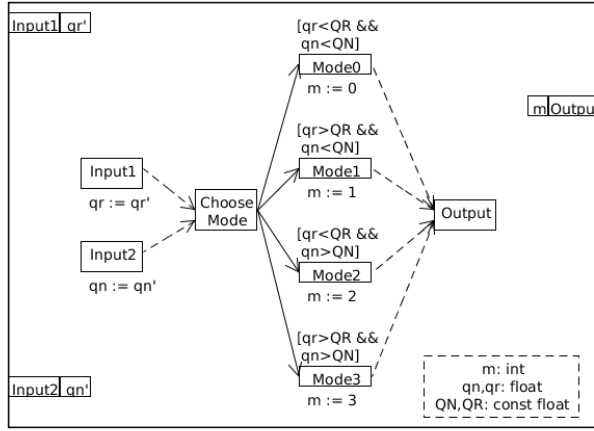 Input1 qr'
[qr<QR &&
qn<QN]
Mode0
m := 0
m Output
[qr>QR &&
qn<QN]
Mode1
m := 1
Input1
qr := qr'
Choose
Mode
Output
Input2
qn := qn'
[qr<QR &&
qn>QN]
Mode2
m := 2
[qr>QR &&
qn>QN]
Mode3
m := 3
Input2 qn'
m: int
qn,qr: float
QN,QR: const float